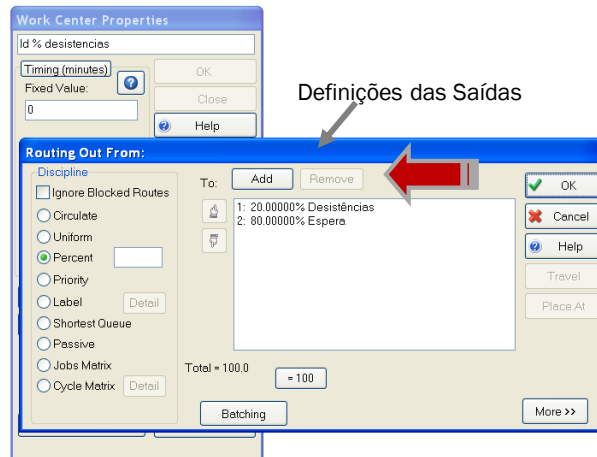 Work Center Properties
Id % desistencias
Timing (minutes)
OK
Fixed Value:
Close
0
Help
Definições das Saídas
Routing Out From:
Discipline
Ignore Blocked Routes
Circulate
Uniform
Percent
Priority
Label
Detail
Shortest Queue
Passive
Jobs Matrix
Cycle Matrix
Detail
To:
Add
Remove
1: 20.00000% Desistências
2: 80.00000% Espera
Total = 100.0
= 100
Batching
OK
Cancel
Help
Travel
Place At
More >>